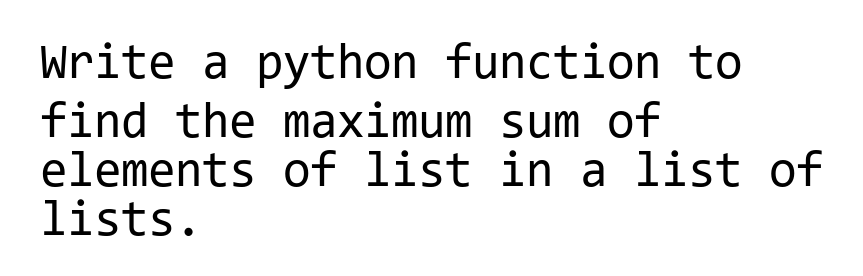 Write a python function to
find the maximum sum of
elements of list in a list of
lists.